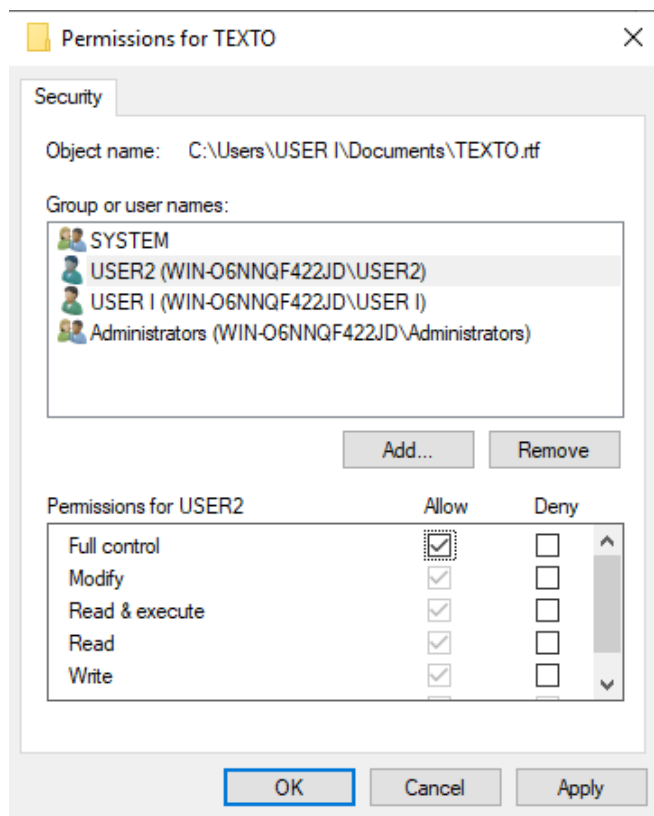 Permissions for TEXTO
Security
Object name: C:\Users\USER I\Documents\TEXTO.rtf
Group or user names:
SYSTEM
USER2 (WIN-O6NNQF422JD\USER2)
USER I (WIN-O6NNQF422JD\USER I)
Administrators (WIN-O6NNQF422JD\Administrators)
Add... Remove
Permissions for USER2 Allow Deny
Full control
Modify
Read & execute
Read
Write
OK Cancel Apply